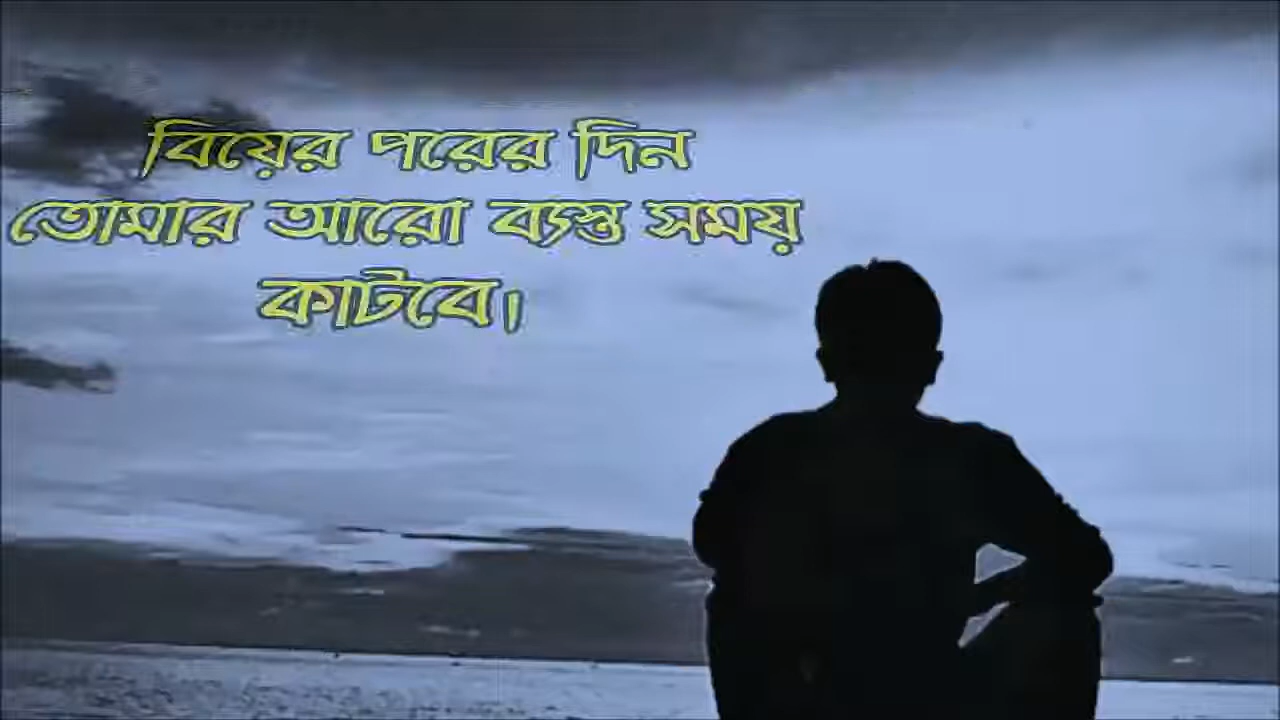 বিয়ের পরের দিন
তোমার আরো ব্যস্ত সময়
কাটবে।